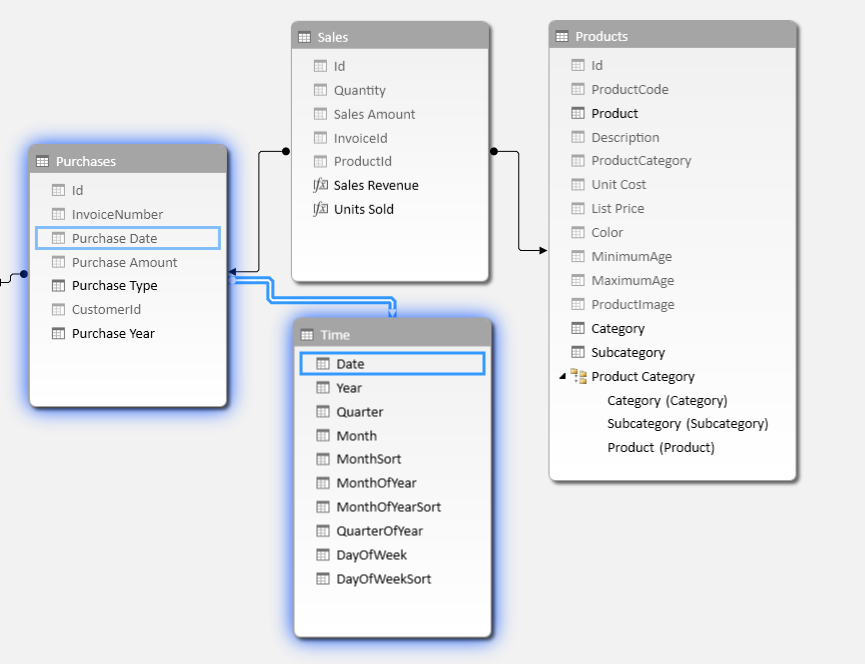 Sales
Id
Quantity
Sales Amount
InvoiceId
ProductId
Sales Revenue
Units Sold
Products
Id
ProductCode
Product
Description
ProductCategory
Unit Cost
List Price
Color
MinimumAge
MaximumAge
ProductImage
Category
Subcategory
Product Category
Category (Category)
Subcategory (Subcategory)
Product (Product)
Purchases
Id
InvoiceNumber
Purchase Date
Purchase Amount
Purchase Type
CustomerId
Purchase Year
Time
Date
Year
Quarter
Month
MonthSort
MonthOfYear
MonthOfYearSort
QuarterOfYear
DayOfWeek
DayOfWeekSort